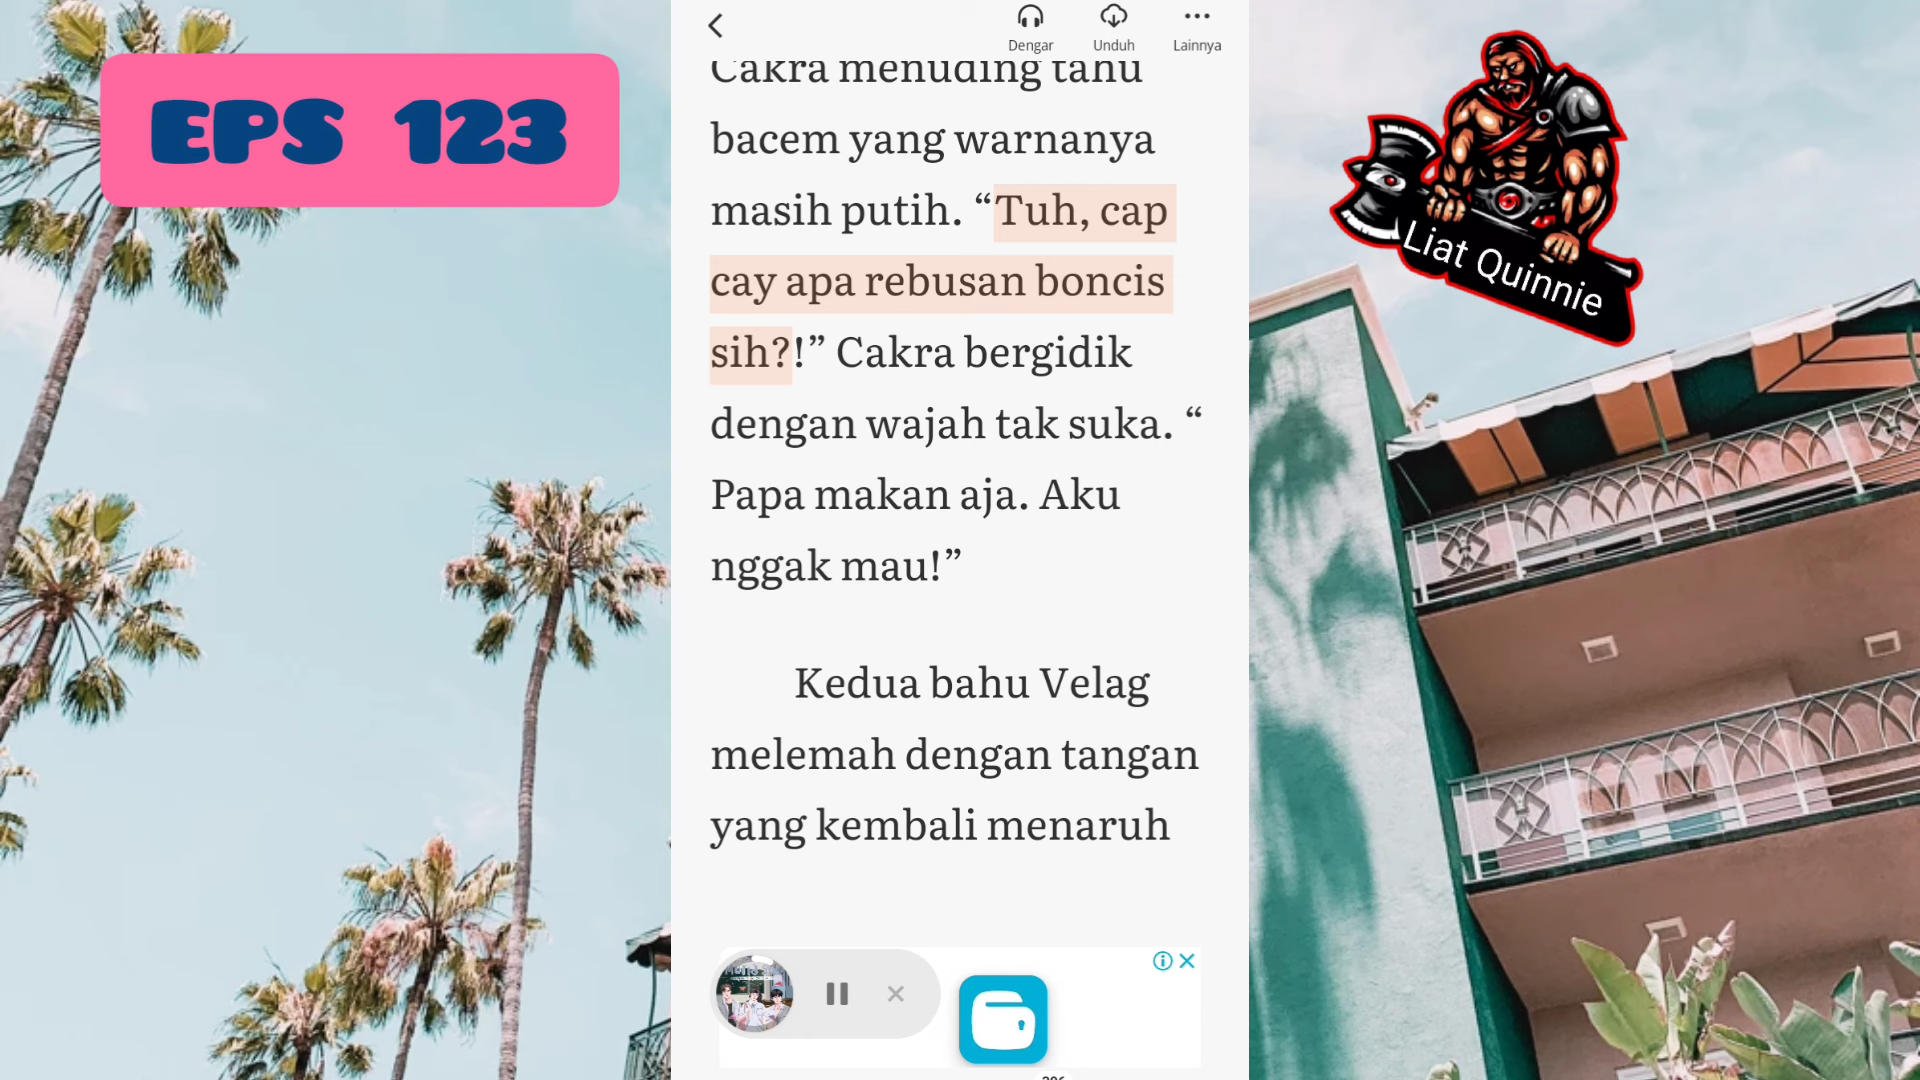 EPS 123
Dengar
Unduh
Lainnya
Cakra menuding tahu
bacem yang warnanya
masih putih. “Tuh, cap
cay apa rebusan boncis
sih?!” Cakra bergidik
dengan wajah tak suka. “
Papa makan aja. Aku
nggak mau!”
Kedua bahu Velag
melemah dengan tangan
yang kembali menaruh
Liat Quinnie